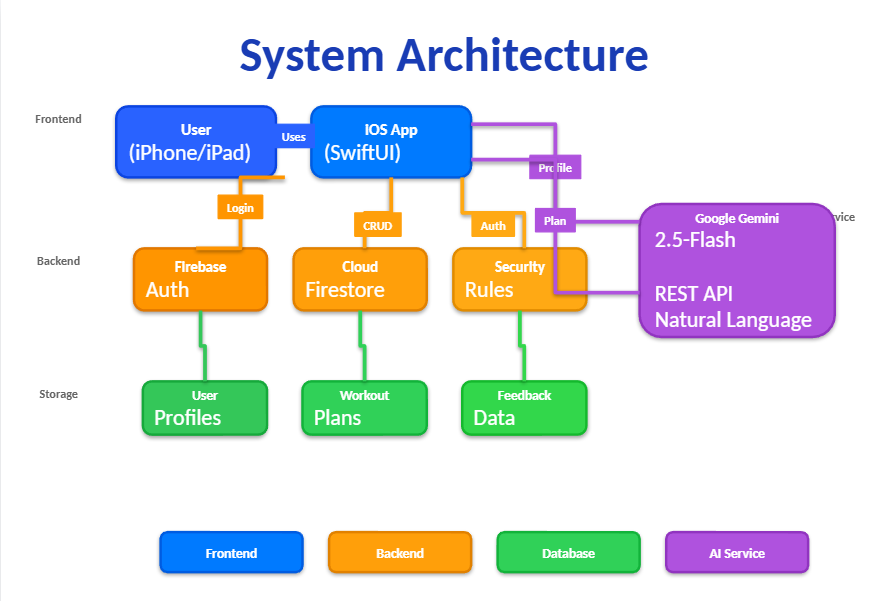 System Architecture
Frontend
User
(iPhone/iPad)
Uses
IOS App
(SwiftUI)
Profile
Login
CRUD
Auth
Plan
Google Gemini
2.5-Flash
REST API
Natural Language
vice
Backend
Firebase
Auth
Cloud
Firestore
Security
Rules
Storage
User
Profiles
Workout
Plans
Feedback
Data
Frontend
Backend
Database
AI Service